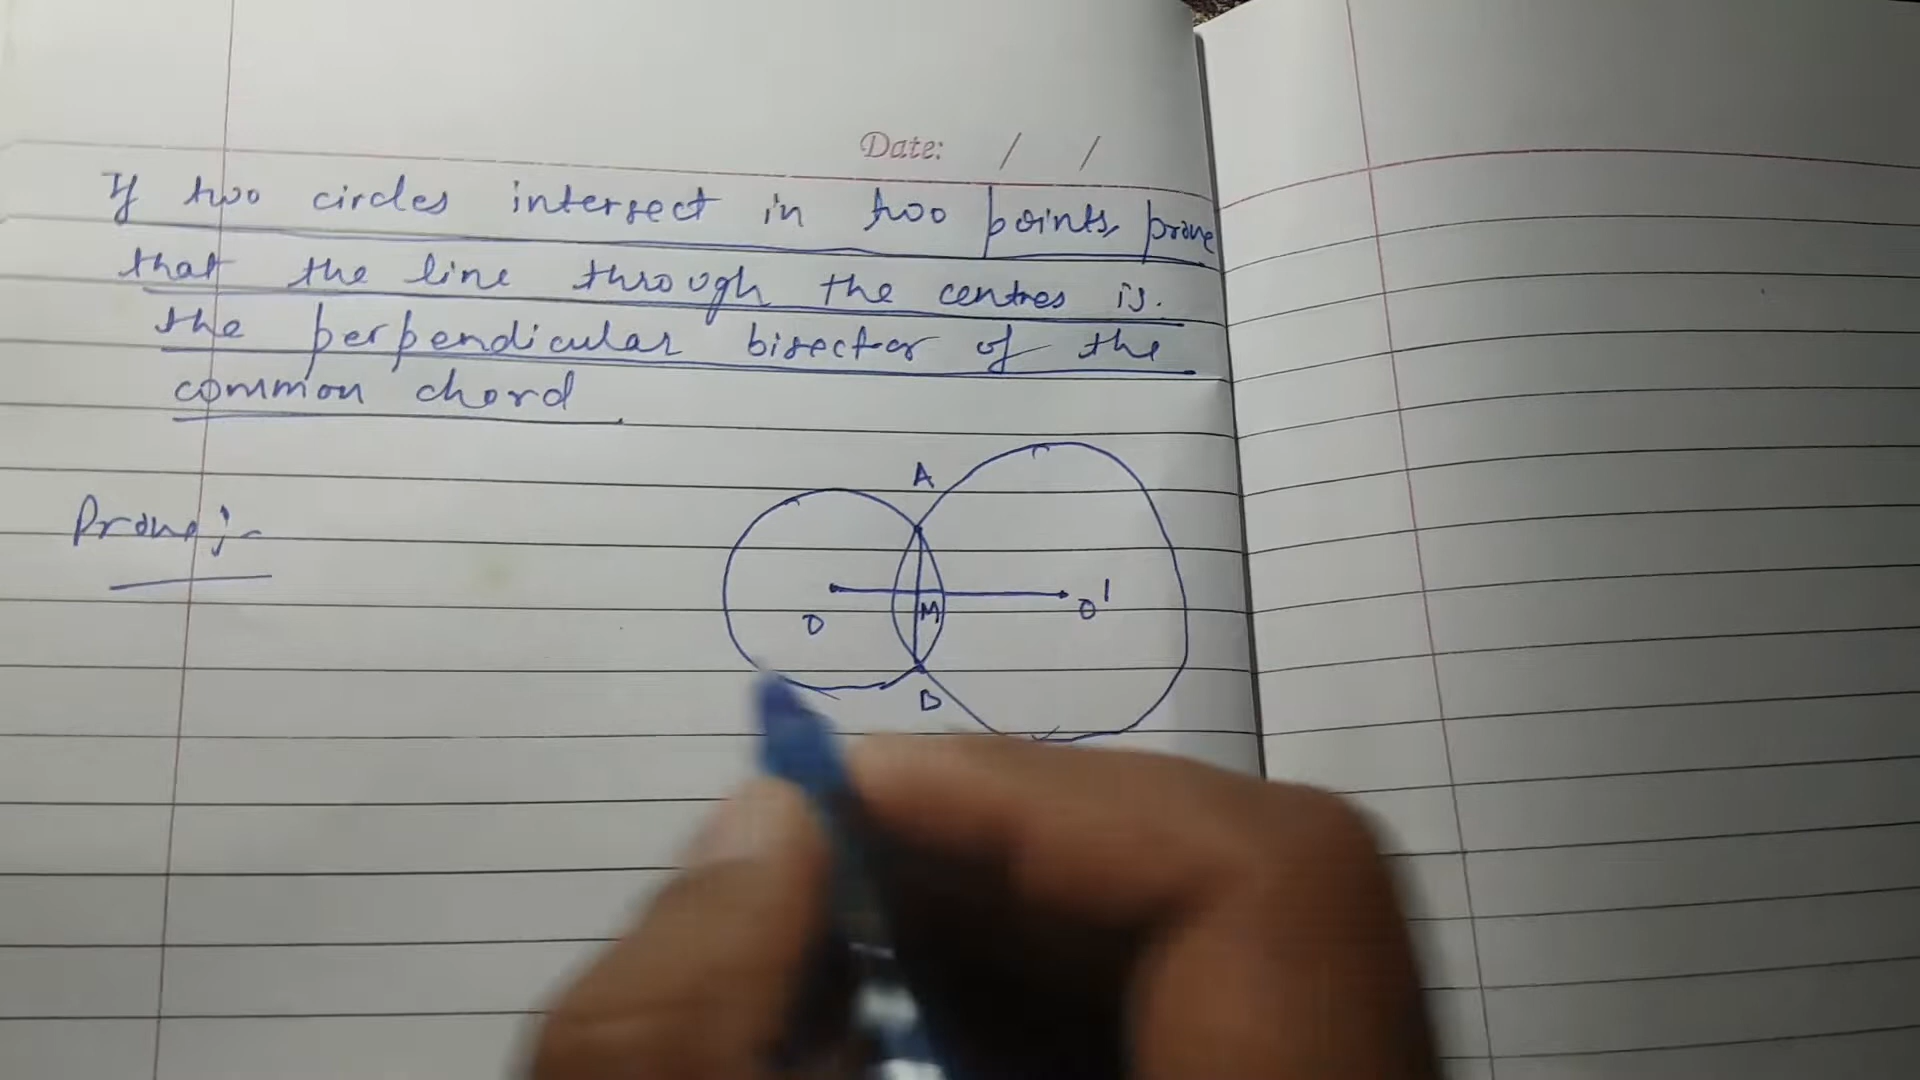 Date: / /
If two circles intersect in two points, prove
that the line through the centres is.
the perpendicular bisector of the
common chord
Prove :-
A
O M O'
B